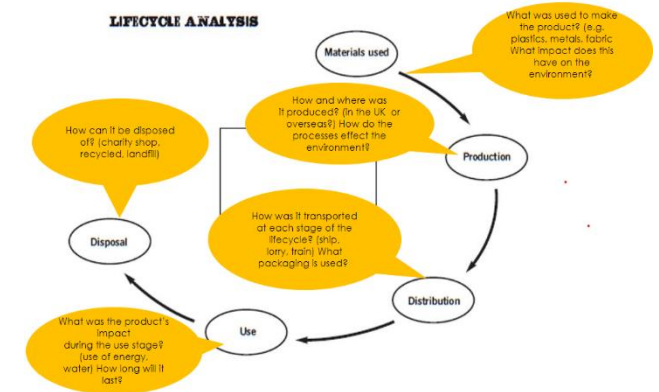 LIFECYCLE ANALYSIS
What was used to make
the product? (e.g.
plastics, metals, fabric
What impact does this
have on the
environment?
Materials used
How and where was
it produced? (in the UK or
overseas?) How do the
processes effect the
environment?
Production
How can it be disposed
of? (charity shop,
recycled, landfill)
How was it transported
at each stage of the
lifecycle? (ship,
lorry, train) What
packaging is used?
Disposal
Distribution
Use
What was the product's
impact
during the use stage?
(use of energy,
water) How long will it
last?